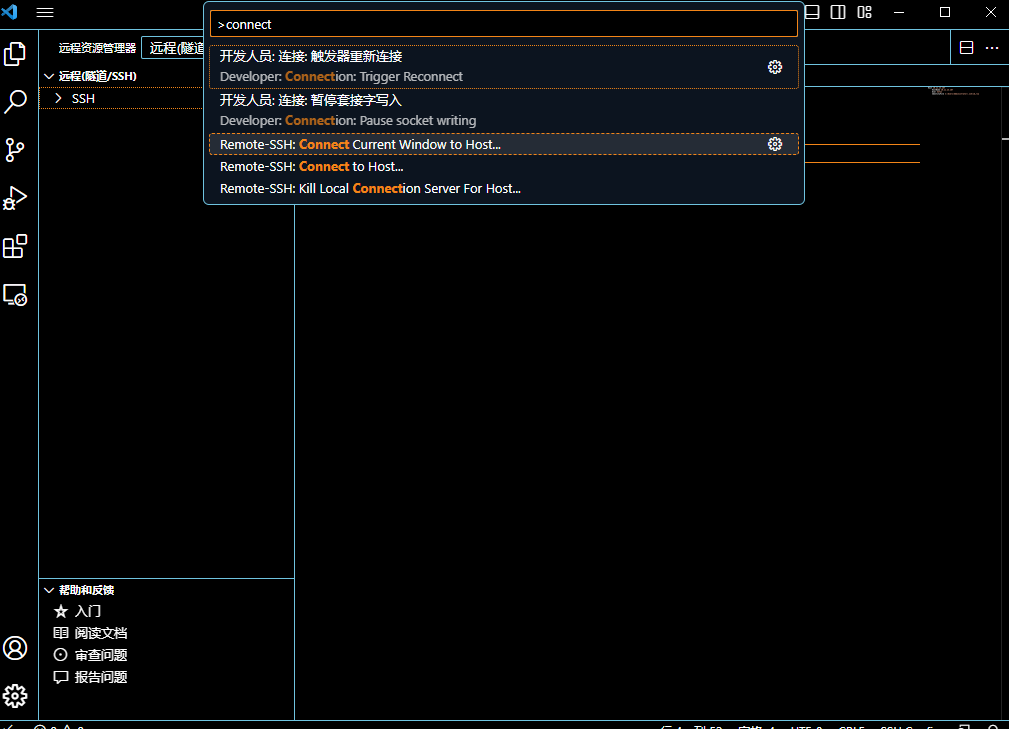 >connect
远程资源管理器 远程(隧道
开发人员: 连接: 触发器重新连接
Developer: Connection: Trigger Reconnect
开发人员: 连接: 暂停套接字写入
Developer: Connection: Pause socket writing
Remote-SSH: Connect Current Window to Host...
Remote-SSH: Connect to Host...
Remote-SSH: Kill Local Connection Server For Host...
远程(隧道/SSH)
SSH
帮助和反馈
入门
阅读文档
审查问题
报告问题